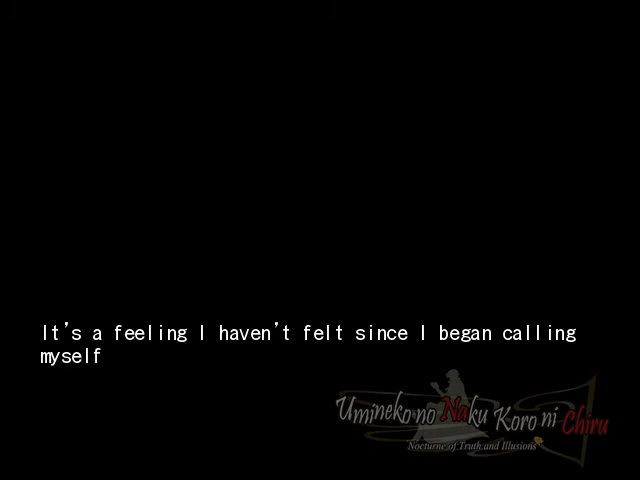 It's a feeling I haven't felt since I began calling
myself
Umineko no Naku Koro ni Chiru
Nocturne of Truth and Illusions